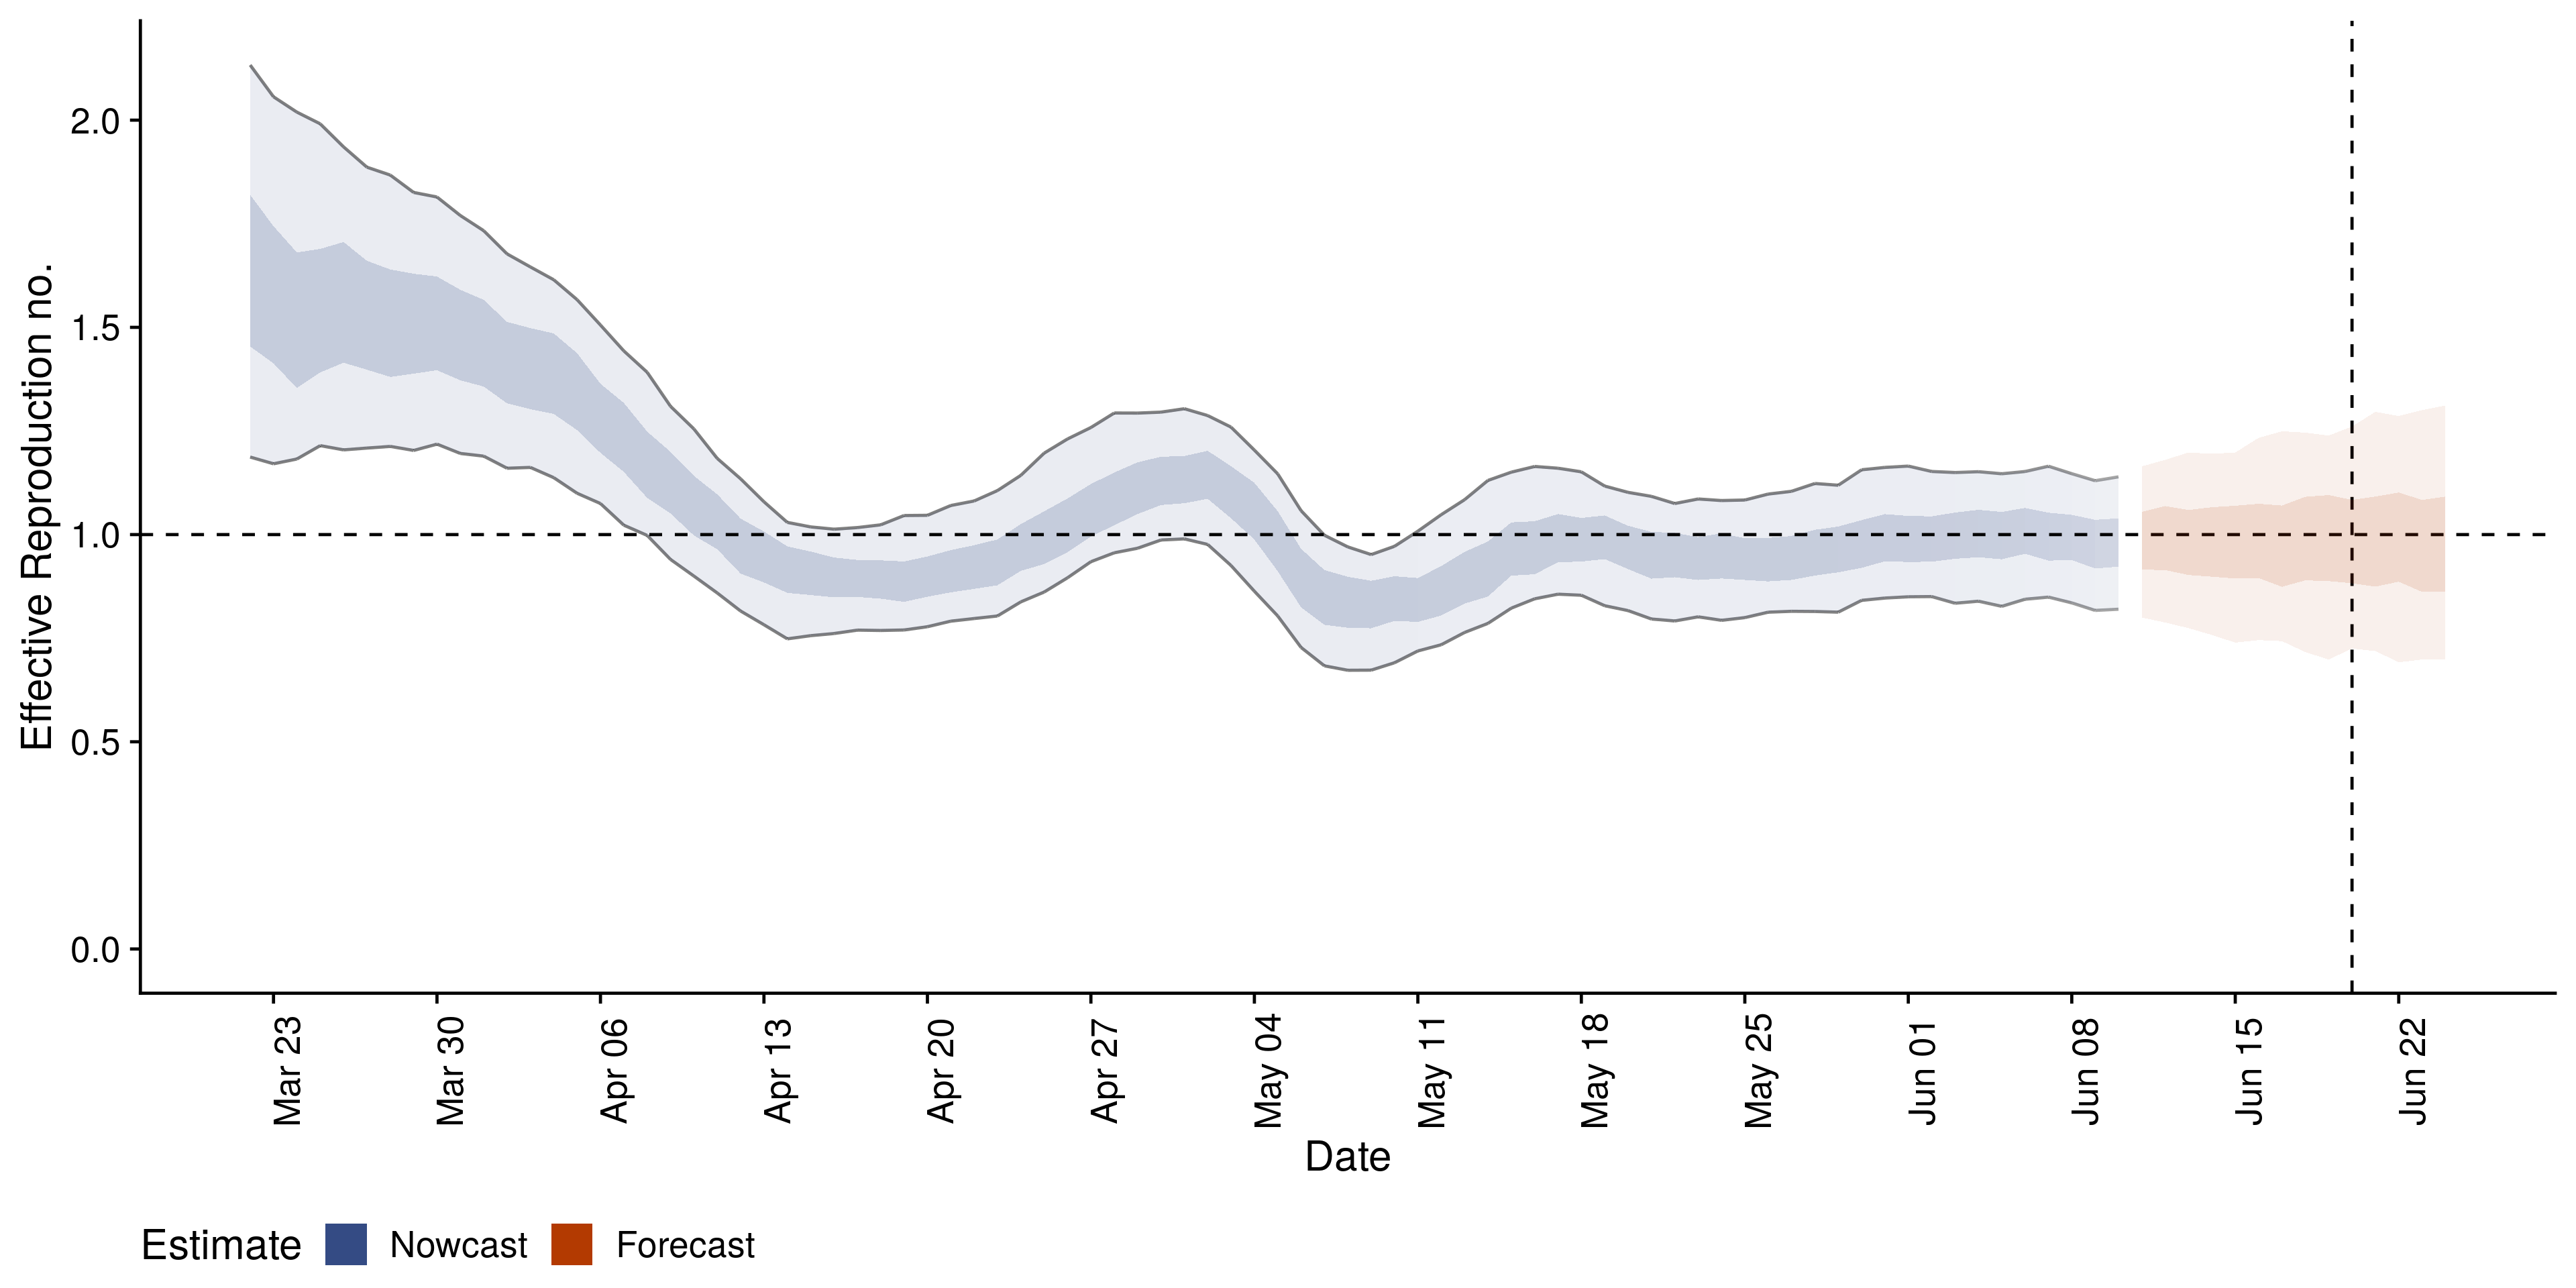 Effective Reproduction no.
2.0
1.5
1.0
0.5
0.0
Mar 23
Mar 30
Apr 06
Apr 13
Apr 20
Apr 27
May 04
May 11
May 18
May 25
Jun 01
Jun 08
Jun 15
Jun 22
Date
Estimate Nowcast Forecast